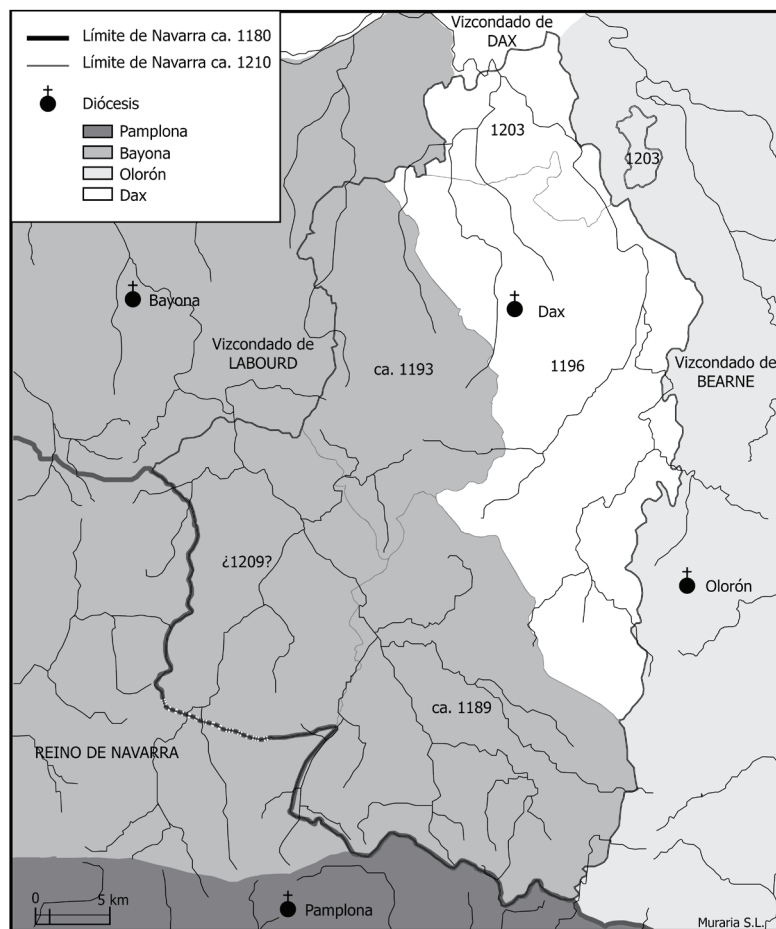 Límite de Navarra ca. 1180
Límite de Navarra ca. 1210
Diócesis
Pamplona
Bayona
Olorón
Dax
Vizcondado de
DAX
1203
1203
Bayona
Dax
Vizcondado de
LABOURD
ca. 1193
1196
Vizcondado de
BEARNE
¿1209?
Olorón
ca. 1189
REINO DE NAVARRA
0
5 km
Pamplona
Muraria S.L.